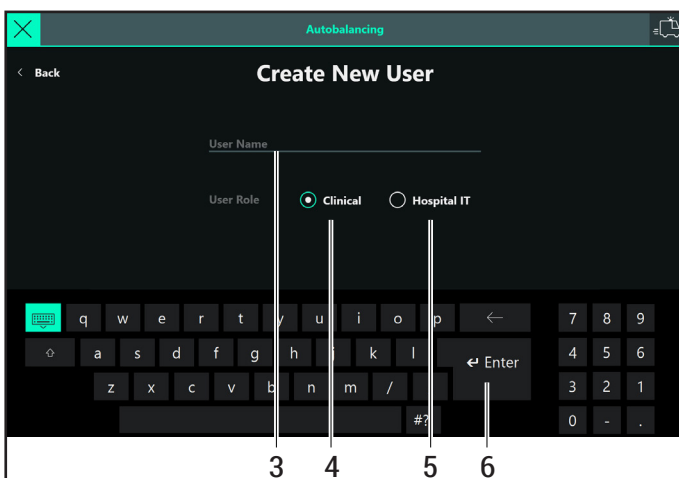 Autobalancing
< Back
Create New User
User Name
User Role Clinical Hospital IT
q w e r t y u i o p ← 7 8 9
a s d f g h j k l ↵ Enter 4 5 6
z x c v b n m / 3 2 1
#? 0 - .
3 4 5 6